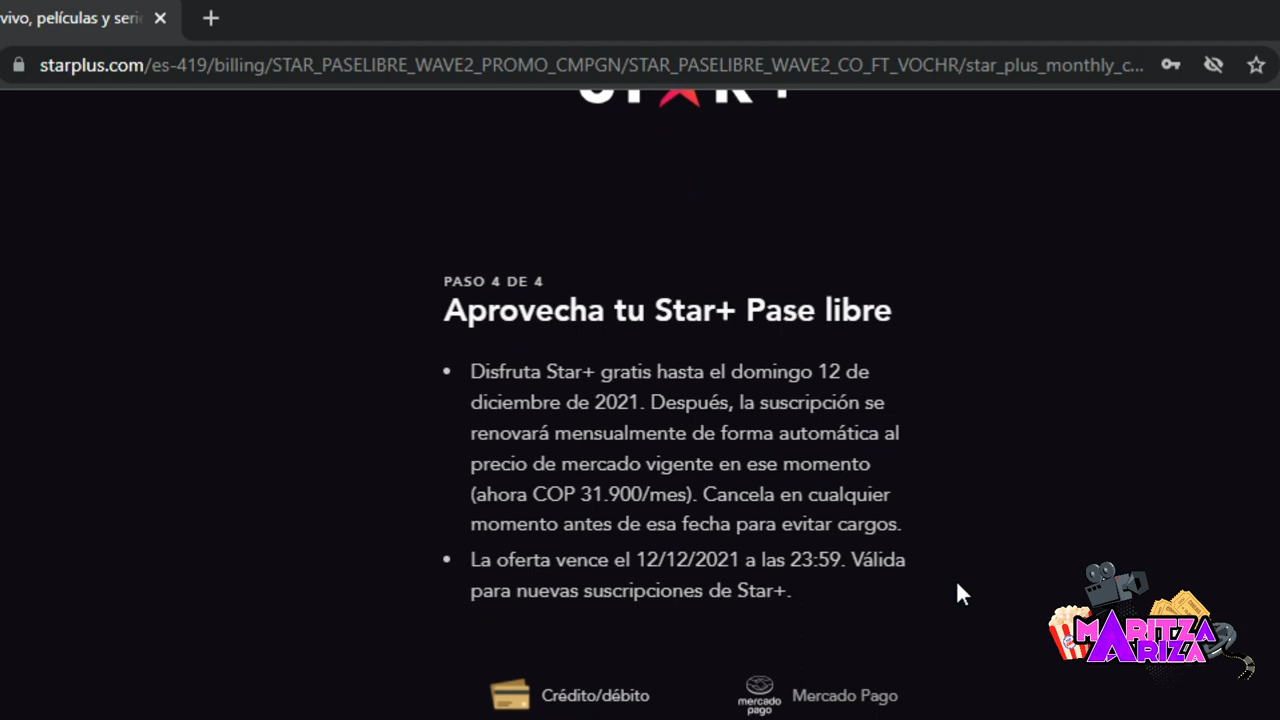 vivo, películas y seri
starplus.com/es-419/billing/STAR_PASELIBRE_WAVE2_PROMO_CMPGN/STAR_PASELIBRE_WAVE2_CO_FT_VOCHR/star_plus_monthly_c...
STAR+
PASO 4 DE 4
Aprovecha tu Star+ Pase libre
• Disfruta Star+ gratis hasta el domingo 12 de
diciembre de 2021. Después, la suscripción se
renovará mensualmente de forma automática al
precio de mercado vigente en ese momento
(ahora COP 31.900/mes). Cancela en cualquier
momento antes de esa fecha para evitar cargos.
• La oferta vence el 12/12/2021 a las 23:59. Válida
para nuevas suscripciones de Star+.
MARITZA
ARIZA
Crédito/débito
mercado
pago
Mercado Pago